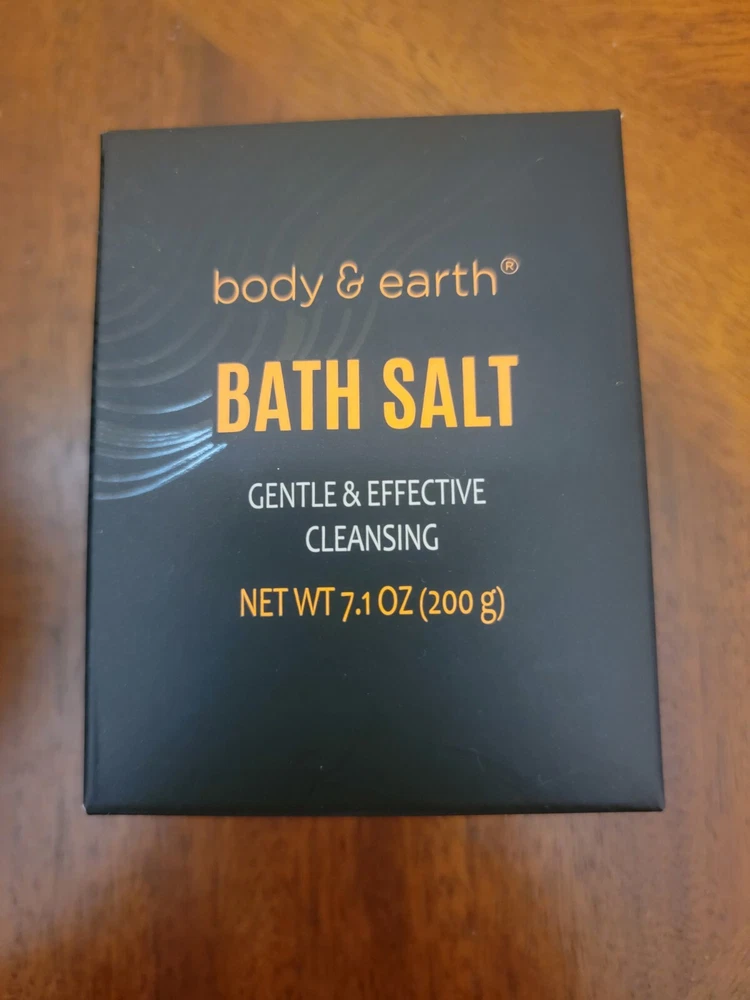 body & earth®
BATH SALT
GENTLE & EFFECTIVE
CLEANSING
NET WT 7.1 OZ (200 g)